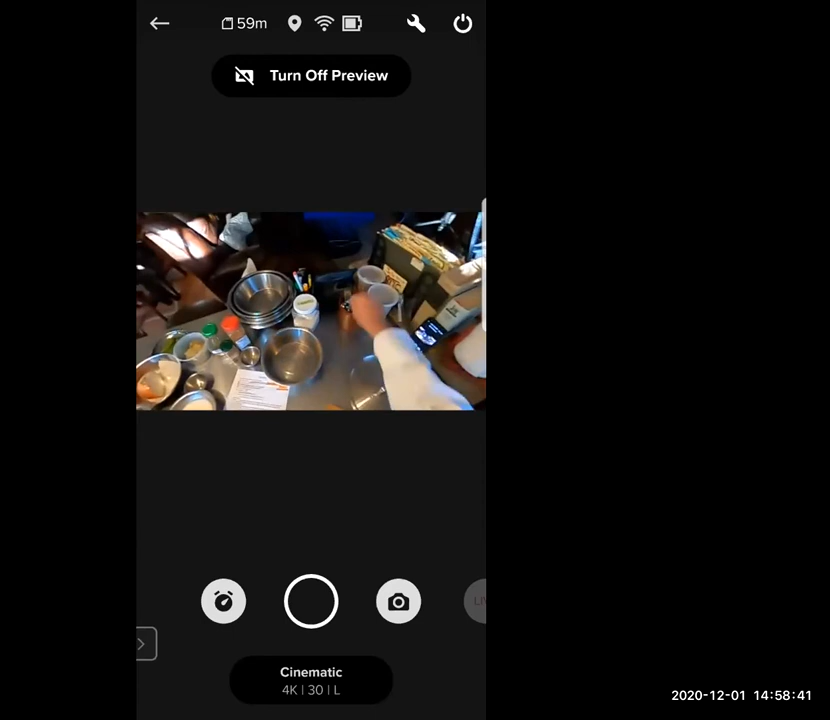 59m
Turn Off Preview
Cinematic
4K | 30 | L
2020-12-01 14:58:41